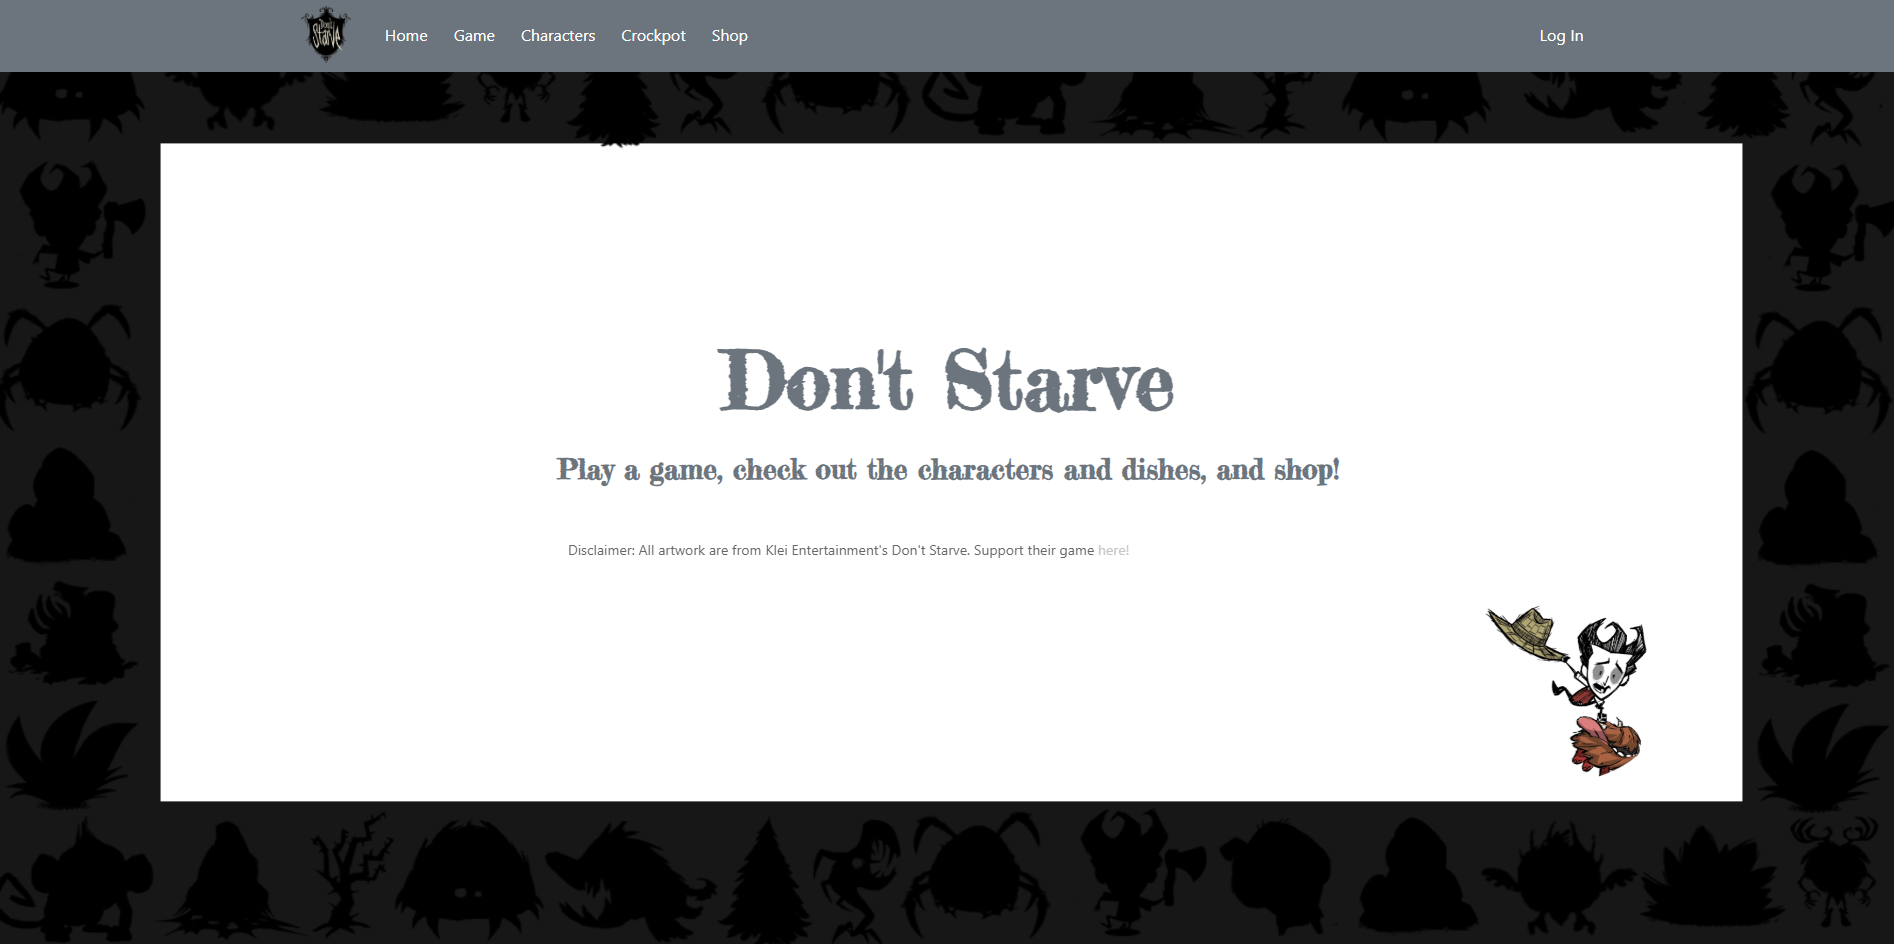 Don't Starve
Home Game Characters Crockpot Shop Log In
Don't Starve
Play a game, check out the characters and dishes, and shop!
Disclaimer: All artwork are from Klei Entertainment's Don't Starve. Support their game here!